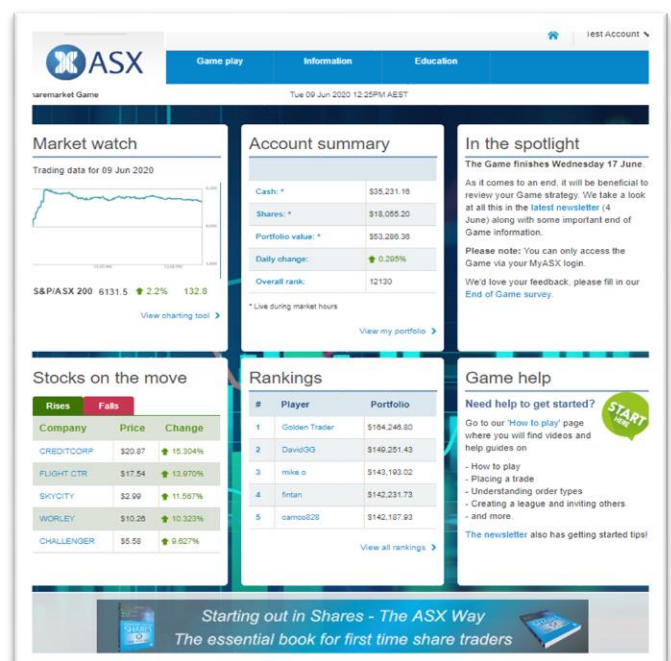 Test Account
ASX
Game play
Information
Education
haremarket Game
Tue 09 Jun 2020 12:25PM AEST
Market watch
Trading data for 09 Jun 2020
S&P/ASX 200 6131.5 2.2% 132.8
View charting tool
Account summary
Cash: * $35,231.16
Shares: * $18,055.20
Portfolio value: * $53,286.36
Daily change: 0.295%
Overall rank: 12130
* Live during market hours
View my portfolio
In the spotlight
The Game finishes Wednesday 17 June.
As it comes to an end, it will be beneficial to
review your Game strategy. We take a look
at all this in the latest newsletter (4
June) along with some important end of
Game information.
Please note: You can only access the
Game via your MyASX login.
We'd love your feedback, please fill in our
End of Game survey.
Stocks on the move
Rises Falls
Company Price Change
CREDITCORP $20.87 15.304%
FLIGHT CTR $17.54 13.970%
SKYCITY $2.99 11.567%
WORLEY $10.26 10.323%
CHALLENGER $5.58 9.627%
Rankings
# Player Portfolio
1 Golden Trader $164,246.80
2 DavidGG $149,251.43
3 mike o $143,193.02
4 fintan $142,231.73
5 camco828 $142,187.93
View all rankings
Game help
Need help to get started?
START
HERE
Go to our 'How to play' page
where you will find videos and
help guides on
- How to play
- Placing a trade
- Understanding order types
- Creating a league and inviting others
- and more.
The newsletter also has getting started tips!
SHARES
Starting out in Shares - The ASX Way
The essential book for first time share traders